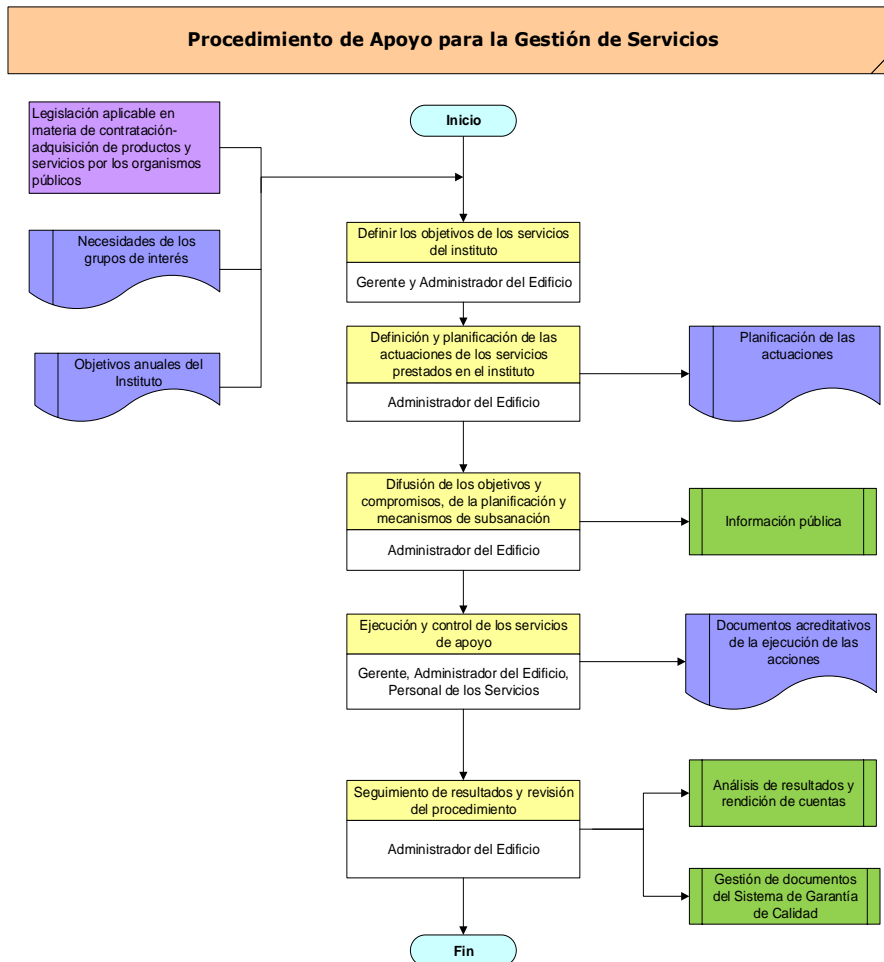 Procedimiento de Apoyo para la Gestión de Servicios
Legislación aplicable en
materia de contratación-
adquisición de productos y
servicios por los organismos
públicos
Inicio
Necesidades de los
grupos de interés
Objetivos anuales del
Instituto
Definir los objetivos de los servicios
del instituto
Gerente y Administrador del Edificio
Definición y planificación de las
actuaciones de los servicios
prestados en el instituto
Administrador del Edificio
Planificación de las
actuaciones
Difusión de los objetivos y
compromisos, de la planificación y
mecanismos de subsanación
Administrador del Edificio
Información pública
Ejecución y control de los servicios
de apoyo
Gerente, Administrador del Edificio,
Personal de los Servicios
Documentos acreditativos
de la ejecución de las
acciones
Seguimiento de resultados y revisión
del procedimiento
Administrador del Edificio
Análisis de resultados y
rendición de cuentas
Gestión de documentos
del Sistema de Garantía
de Calidad
Fin